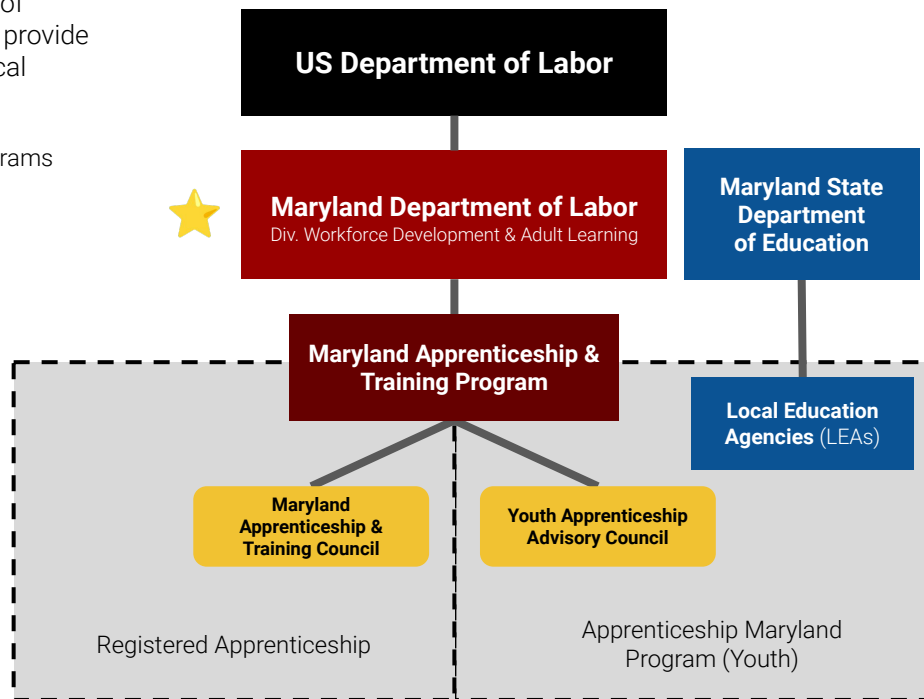 of
provide
cal
rams
US Department of Labor
Maryland Department of Labor
Div. Workforce Development & Adult Learning
Maryland State
Department
of Education
Maryland Apprenticeship &
Training Program
Local Education
Agencies (LEAs)
Maryland
Apprenticeship &
Training Council
Youth Apprenticeship
Advisory Council
Registered Apprenticeship
Apprenticeship Maryland
Program (Youth)